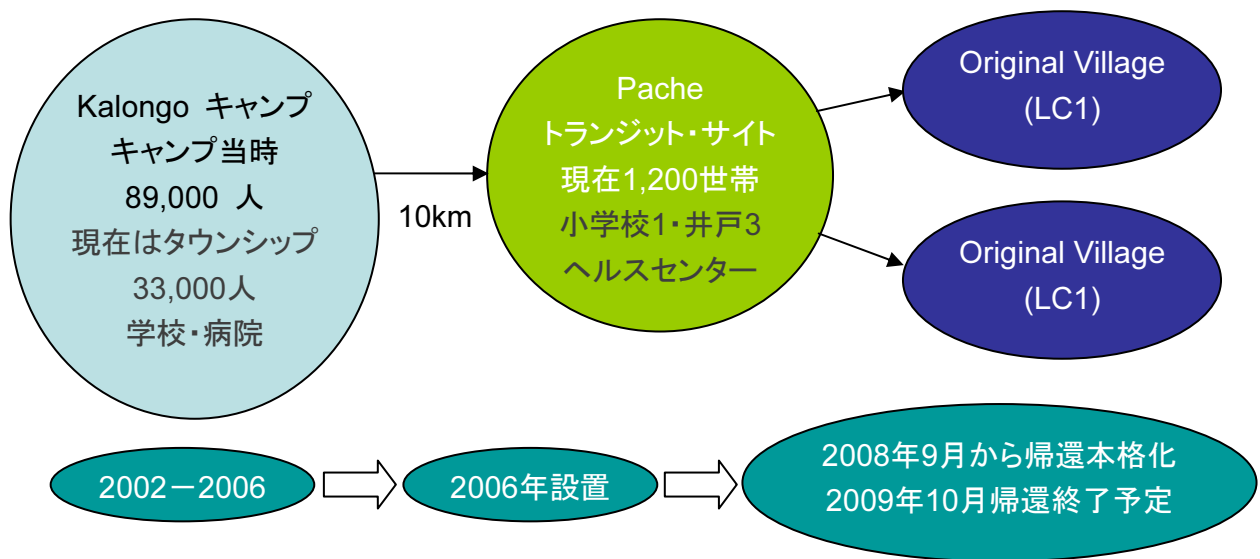 Kalongo キャンプ
キャンプ当時
89,000 人
現在はタウンシップ
33,000人
学校・病院
10km
Pache
トランジット・サイト
現在1,200世帯
小学校1・井戸3
ヘルスセンター
Original Village
(LC1)
Original Village
(LC1)
2002－2006
2006年設置
2008年9月から帰還本格化
2009年10月帰還終了予定